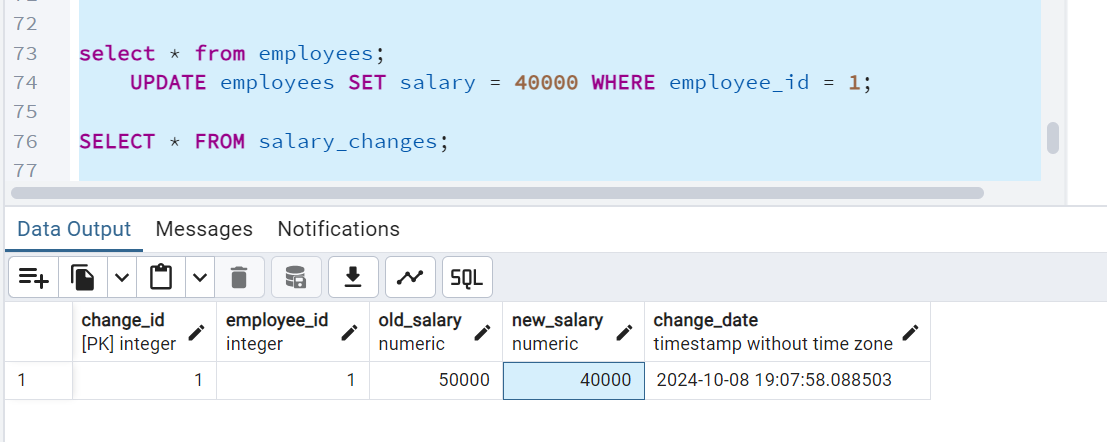 72
73 select * from employees;
74 UPDATE employees SET salary = 40000 WHERE employee_id = 1;
75
76 SELECT * FROM salary_changes;
77
Data Output Messages Notifications
SQL
change_id employee_id old_salary new_salary change_date
[PK] integer integer numeric numeric timestamp without time zone
1 1 1 50000 40000 2024-10-08 19:07:58.088503